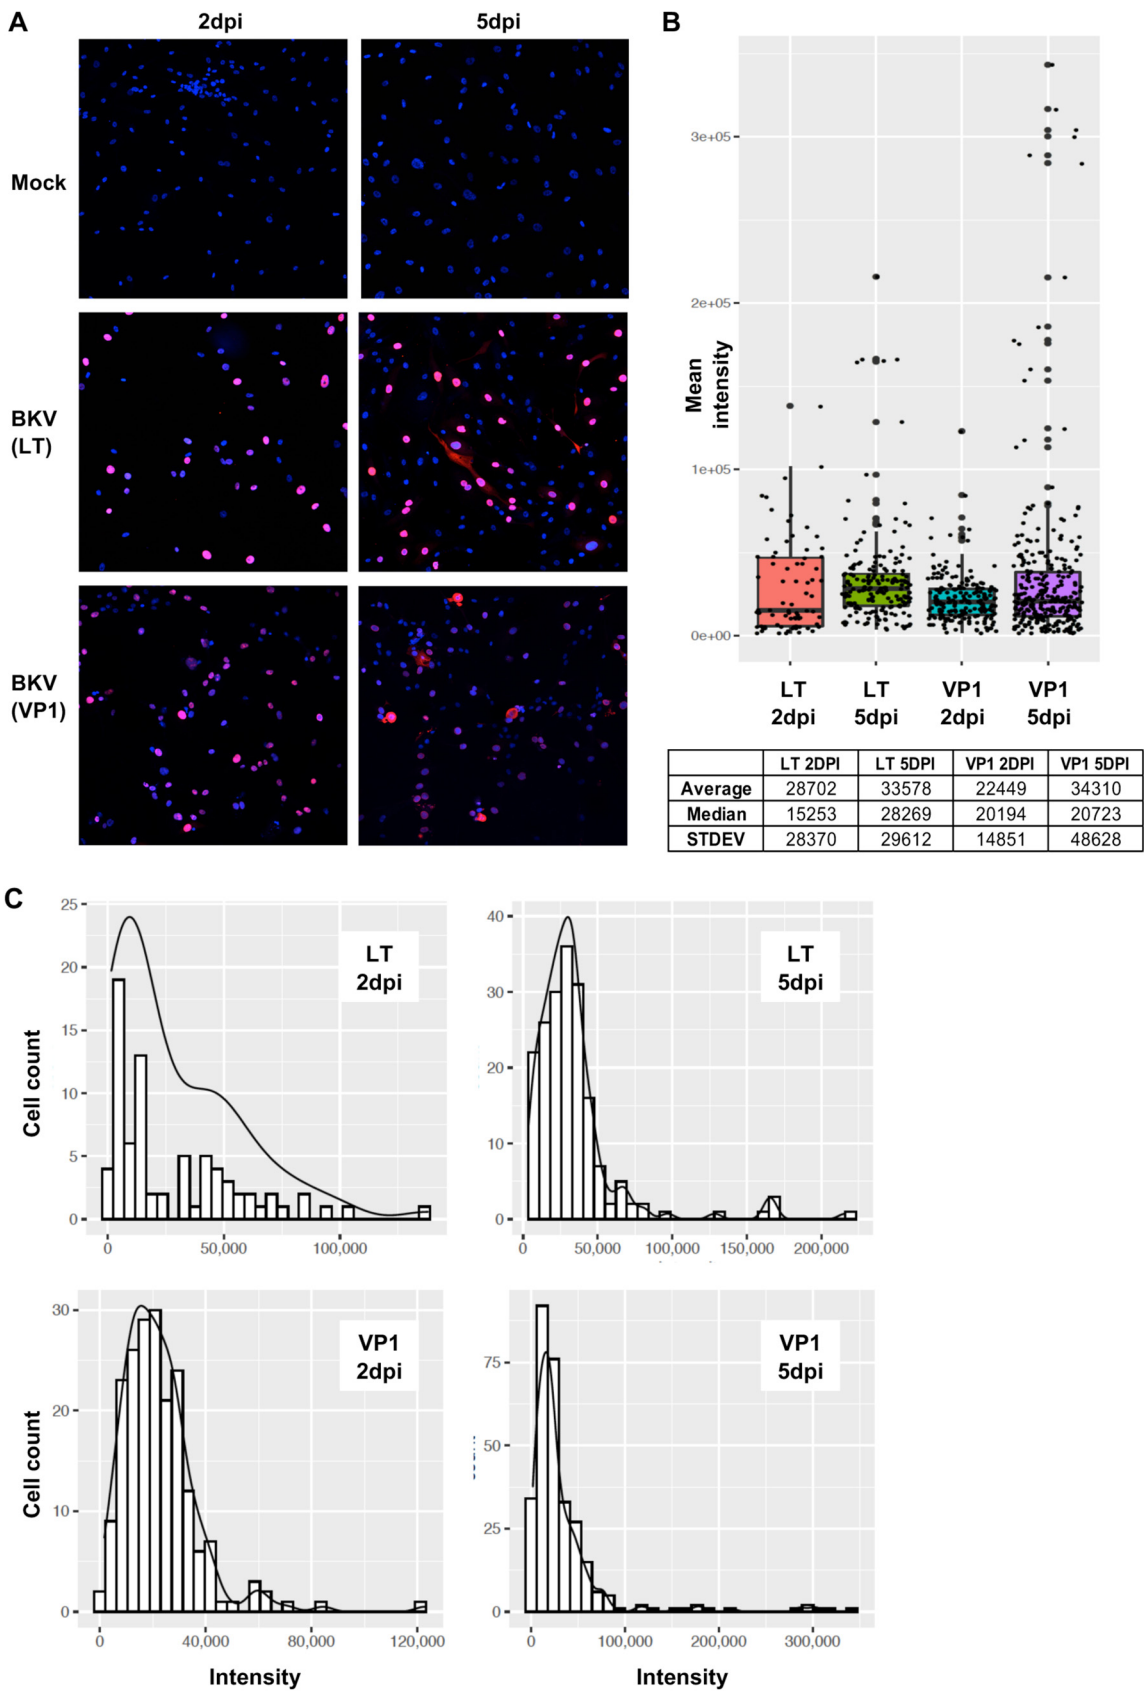 A
2dpi
5dpi
Mock
BKV
(LT)
BKV
(VP1)
B
3e+05
2e+05
1e+05
0e+00
Mean
intensity
LT
2dpi
LT
5dpi
VP1
2dpi
VP1
5dpi
LT 2DPI LT 5DPI VP1 2DPI VP1 5DPI
Average 28702 33578 22449 34310
Median 15253 28269 20194 20723
STDEV 28370 29612 14851 48628
C
Cell count
25
20
15
10
5
0
0 50,000 100,000
LT
2dpi
40
30
20
10
0
0 50,000 100,000 150,000 200,000
LT
5dpi
Cell count
30
20
10
0
0 40,000 80,000 120,000
VP1
2dpi
Intensity
75
50
25
0
0 100,000 200,000 300,000
VP1
5dpi
Intensity